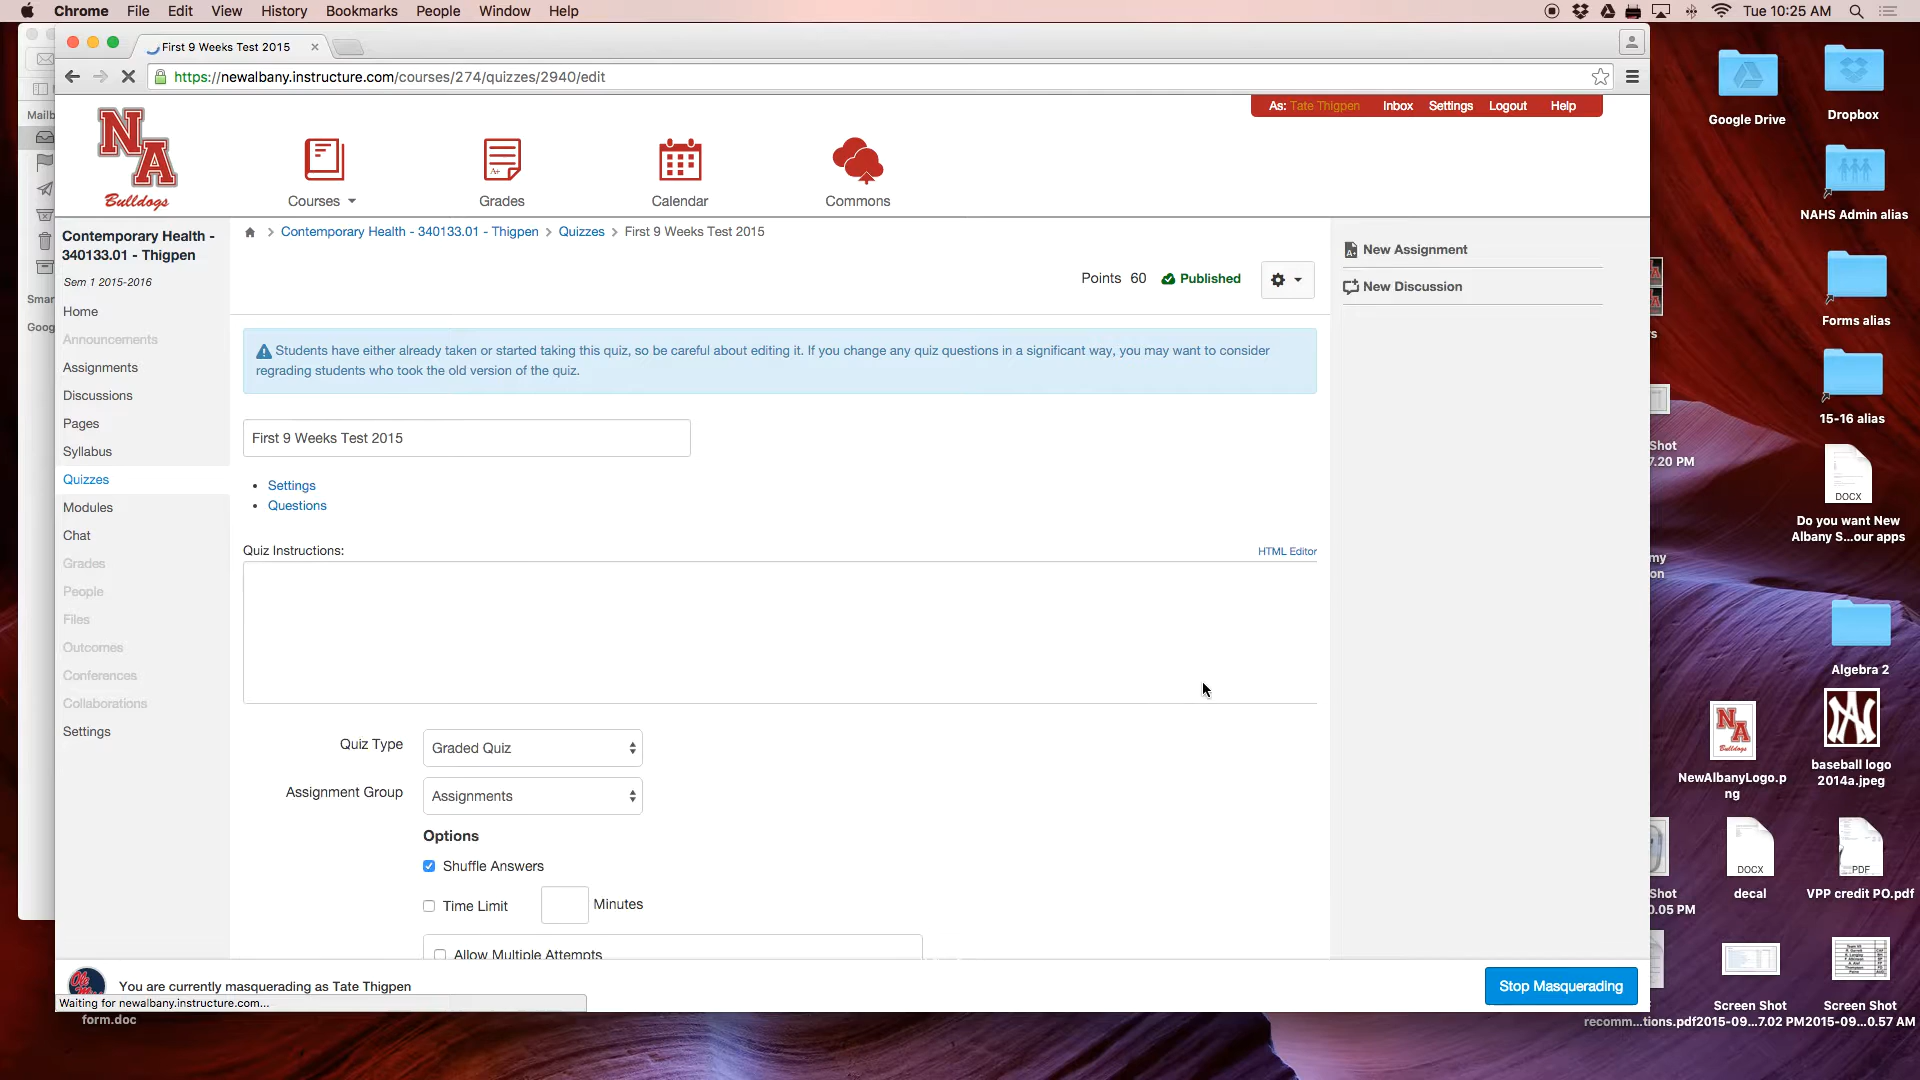 Chrome File Edit View History Bookmarks People Window Help Tue 10:25 AM
First 9 Weeks Test 2015
https://newalbany.instructure.com/courses/274/quizzes/2940/edit
As: Tate Thigpen Inbox Settings Logout Help
NA
Bulldogs
Courses
A+
Grades
Calendar
Commons
Mailb
Smar
Goog
Contemporary Health -
340133.01 - Thigpen
Sem 1 2015-2016
Home
Announcements
Assignments
Discussions
Pages
Syllabus
Quizzes
Modules
Chat
Grades
People
Files
Outcomes
Conferences
Collaborations
Settings
Contemporary Health - 340133.01 - Thigpen > Quizzes > First 9 Weeks Test 2015
Points 60 Published
Students have either already taken or started taking this quiz, so be careful about editing it. If you change any quiz questions in a significant way, you may want to consider
regrading students who took the old version of the quiz.
First 9 Weeks Test 2015
Settings
Questions
Quiz Instructions:
HTML Editor
Quiz Type Graded Quiz
Assignment Group Assignments
Options
Shuffle Answers
Time Limit Minutes
Allow Multiple Attempts
New Assignment
New Discussion
You are currently masquerading as Tate Thigpen
Stop Masquerading
Waiting for newalbany.instructure.com...
form.doc
Google Drive
Dropbox
NAHS Admin alias
Forms alias
15-16 alias
DOCX
Do you want New
Albany S...our apps
Shot
7.20 PM
my
on
Algebra 2
NA
Bulldogs
NewAlbanyLogo.p
ng
baseball logo
2014a.jpeg
DOCX
decal
PDF
VPP credit PO.pdf
Shot
0.05 PM
recomm...tions.pdf
Screen Shot
2015-09...7.02 PM
Screen Shot
2015-09...0.57 AM